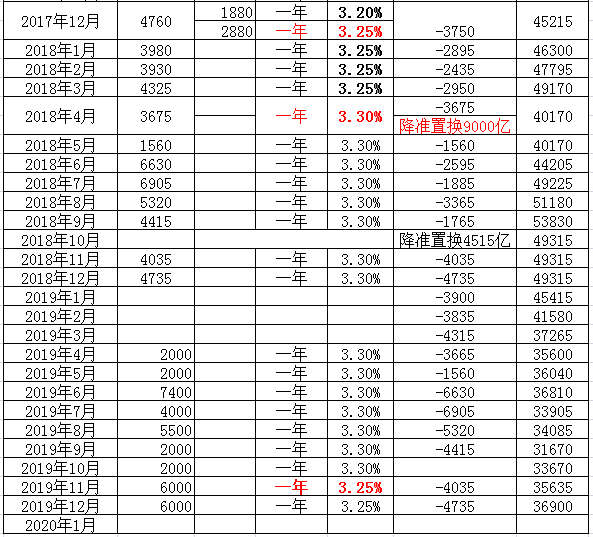 2017年12月 4760 1880 一年 3.20% 45215
2880 一年 3.25% -3750
2018年1月 3980 一年 3.25% -2895 46300
2018年2月 3930 一年 3.25% -2435 47795
2018年3月 4325 一年 3.25% -2950 49170
2018年4月 3675 一年 3.30% -3675 40170
降准置换9000亿
2018年5月 1560 一年 3.30% -1560 40170
2018年6月 6630 一年 3.30% -2595 44205
2018年7月 6905 一年 3.30% -1885 49225
2018年8月 5320 一年 3.30% -3365 51180
2018年9月 4415 一年 3.30% -1765 53830
2018年10月 降准置换4515亿 49315
2018年11月 4035 一年 3.30% -4035 49315
2018年12月 4735 一年 3.30% -4735 49315
2019年1月 -3900 45415
2019年2月 -3835 41580
2019年3月 -4315 37265
2019年4月 2000 一年 3.30% -3665 35600
2019年5月 2000 一年 3.30% -1560 36040
2019年6月 7400 一年 3.30% -6630 36810
2019年7月 4000 一年 3.30% -6905 33905
2019年8月 5500 一年 3.30% -5320 34085
2019年9月 2000 一年 3.30% -4415 31670
2019年10月 2000 一年 3.30% 33670
2019年11月 6000 一年 3.25% -4035 35635
2019年12月 6000 一年 3.25% -4735 36900
2020年1月